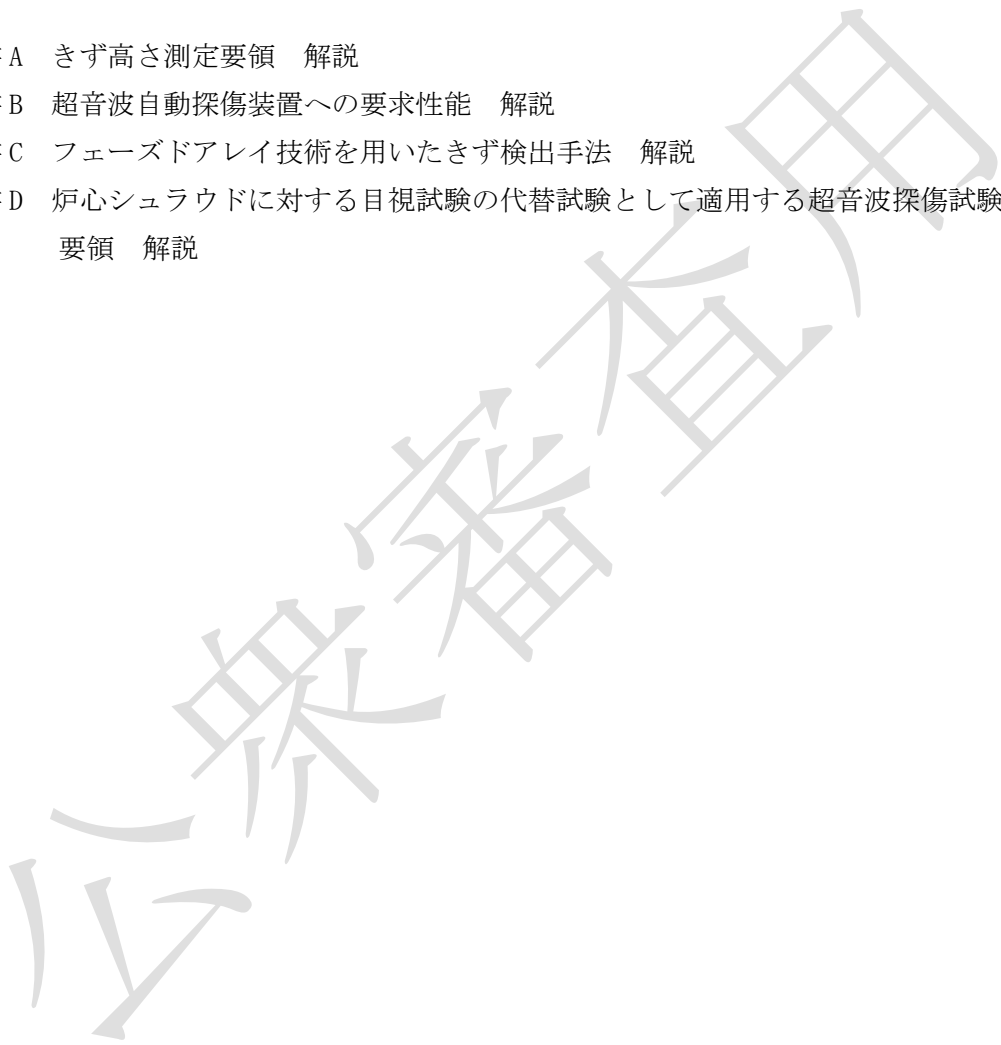 A　きず高さ測定要領　解説
B　超音波自動探傷装置への要求性能　解説
C　フェーズドアレイ技術を用いたきず検出手法　解説
D　炉心シュラウドに対する目視試験の代替試験として適用する超音波探傷試験
要領　解説
公衆審査用